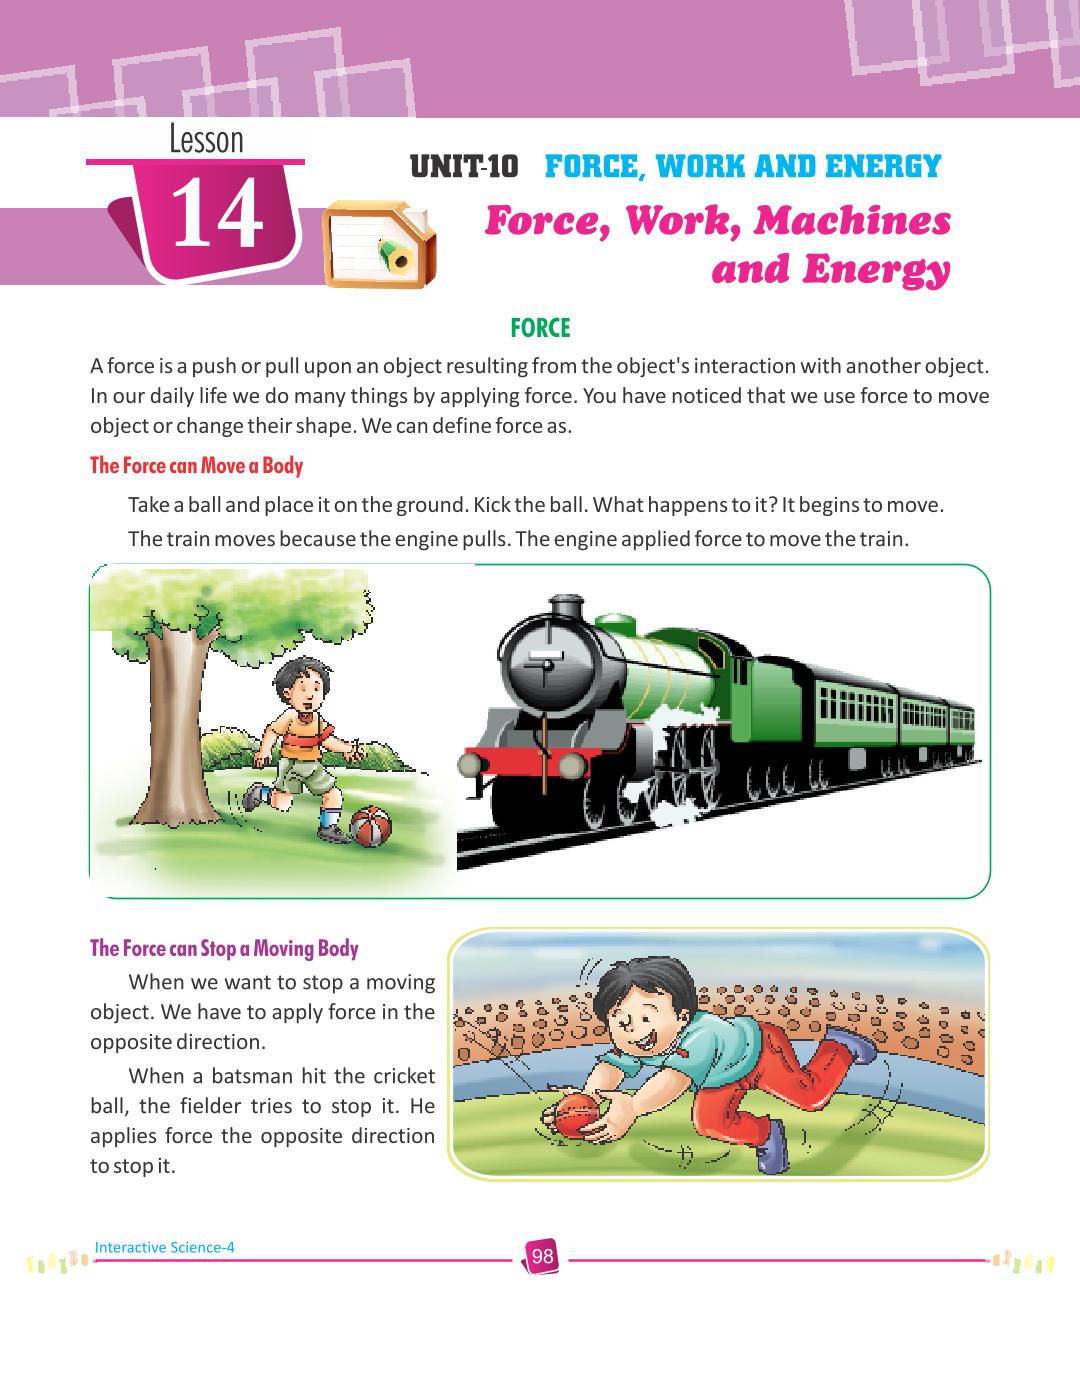 Lesson
14
UNIT-10 FORCE, WORK AND ENERGY
Force, Work, Machines
and Energy
FORCE
A force is a push or pull upon an object resulting from the object's interaction with another object.
In our daily life we do many things by applying force. You have noticed that we use force to move
object or change their shape. We can define force as.
The Force can Move a Body
Take a ball and place it on the ground. Kick the ball. What happens to it? It begins to move.
The train moves because the engine pulls. The engine applied force to move the train.
The Force can Stop a Moving Body
When we want to stop a moving
object. We have to apply force in the
opposite direction.
When a batsman hit the cricket
ball, the fielder tries to stop it. He
applies force the opposite direction
to stop it.
Interactive Science-4
98